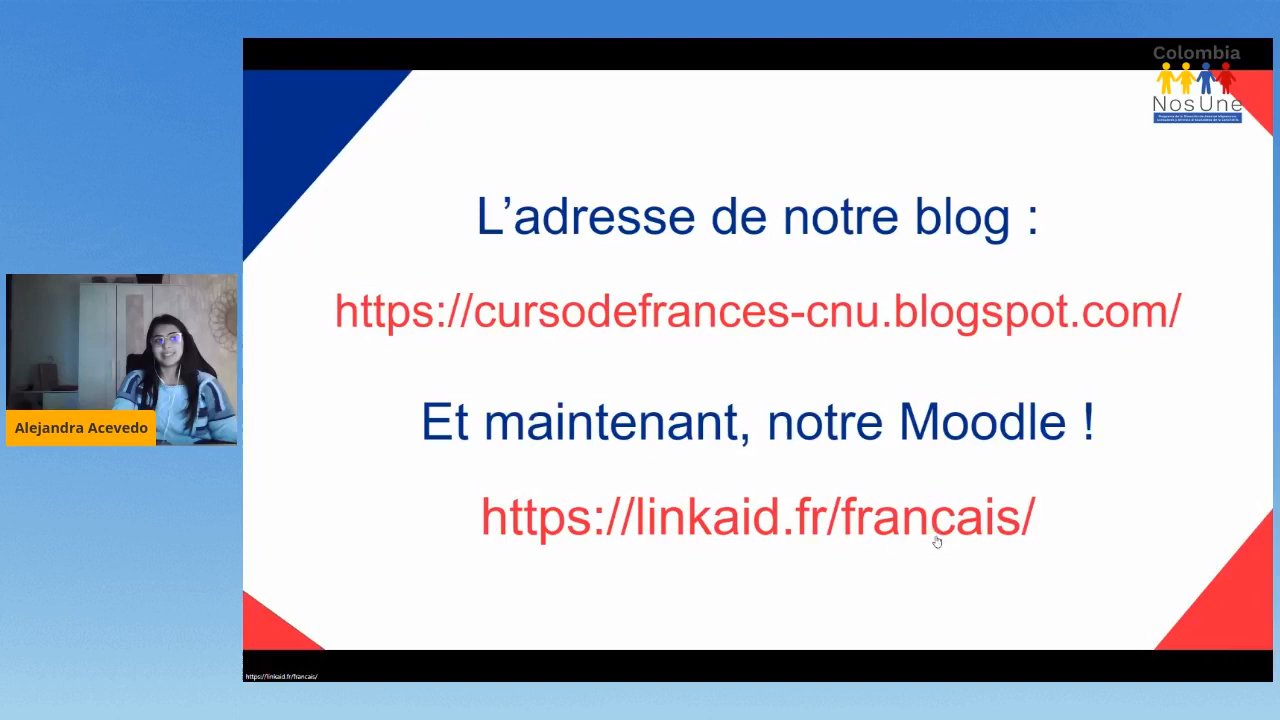 Colombia
NosUne
L’adresse de notre blog :
https://cursodefrances-cnu.blogspot.com/
Et maintenant, notre Moodle !
https://linkaid.fr/francais/
Alejandra Acevedo
https://linkaid.fr/francais/